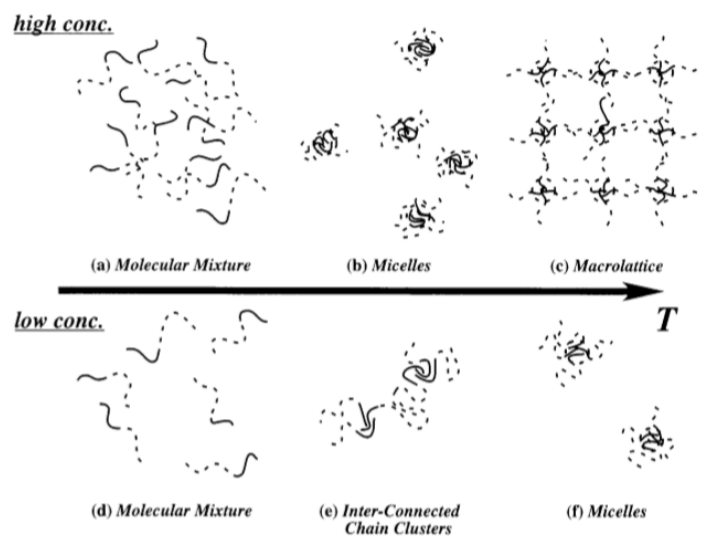 high conc.
(a) Molecular Mixture
(b) Micelles
(c) Macrolattice
T
low conc.
(d) Molecular Mixture
(e) Inter-Connected
Chain Clusters
(f) Micelles